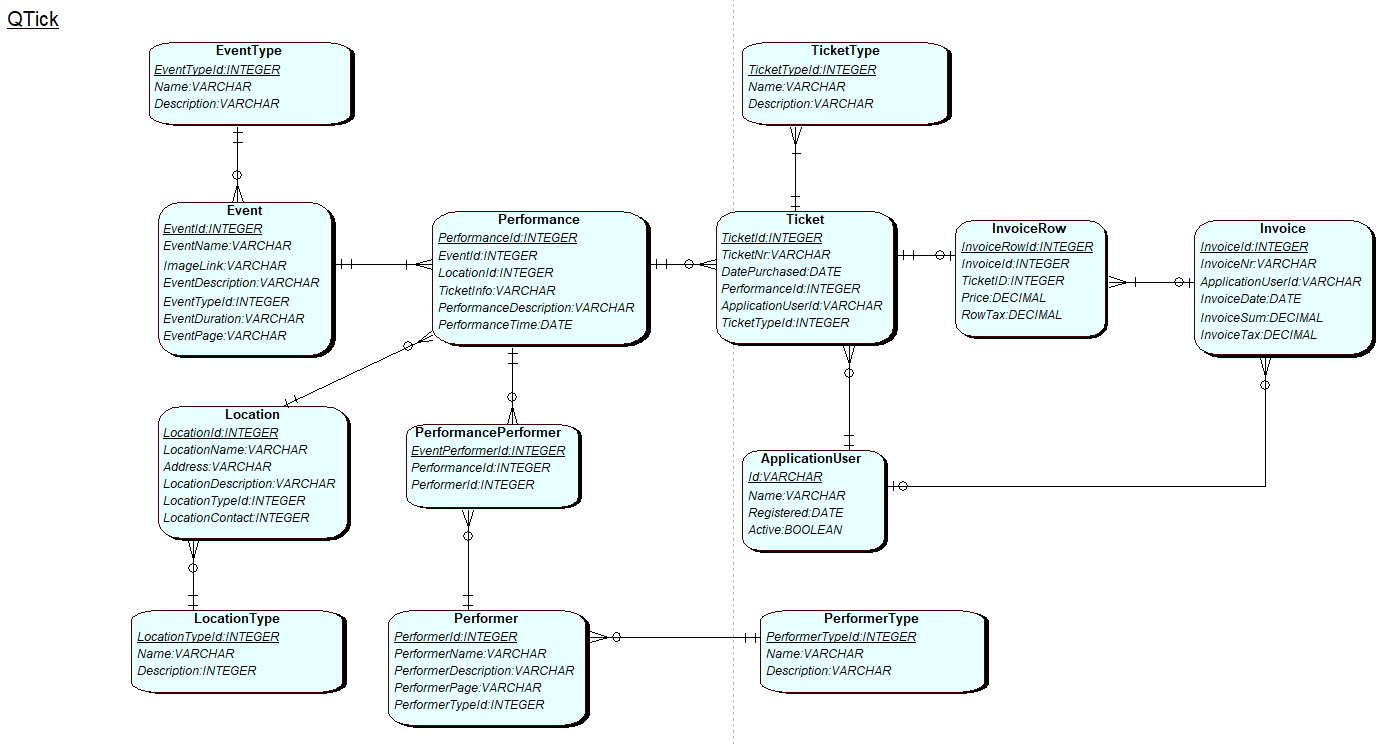 QTick
EventType
EventTypeId:INTEGER
Name:VARCHAR
Description:VARCHAR
TicketType
TicketTypeId:INTEGER
Name:VARCHAR
Description:VARCHAR
Event
EventId:INTEGER
EventName:VARCHAR
ImageLink:VARCHAR
EventDescription:VARCHAR
EventTypeId:INTEGER
EventDuration:VARCHAR
EventPage:VARCHAR
Performance
PerformanceId:INTEGER
EventId:INTEGER
LocationId:INTEGER
TicketInfo:VARCHAR
PerformanceDescription:VARCHAR
PerformanceTime:DATE
Ticket
TicketId:INTEGER
TicketNr:VARCHAR
DatePurchased:DATE
PerformanceId:INTEGER
ApplicationUserId:VARCHAR
TicketTypeId:INTEGER
InvoiceRow
InvoiceRowId:INTEGER
InvoiceId:INTEGER
TicketID:INTEGER
Price:DECIMAL
RowTax:DECIMAL
Invoice
InvoiceId:INTEGER
InvoiceNr:VARCHAR
ApplicationUserId:VARCHAR
InvoiceDate:DATE
InvoiceSum:DECIMAL
InvoiceTax:DECIMAL
Location
LocationId:INTEGER
LocationName:VARCHAR
Address:VARCHAR
LocationDescription:VARCHAR
LocationTypeId:INTEGER
LocationContact:INTEGER
PerformancePerformer
EventPerformerId:INTEGER
PerformanceId:INTEGER
PerformerId:INTEGER
ApplicationUser
Id:VARCHAR
Name:VARCHAR
Registered:DATE
Active:BOOLEAN
LocationType
LocationTypeId:INTEGER
Name:VARCHAR
Description:INTEGER
Performer
PerformerId:INTEGER
PerformerName:VARCHAR
PerformerDescription:VARCHAR
PerformerPage:VARCHAR
PerformerTypeId:INTEGER
PerformerType
PerformerTypeId:INTEGER
Name:VARCHAR
Description:VARCHAR